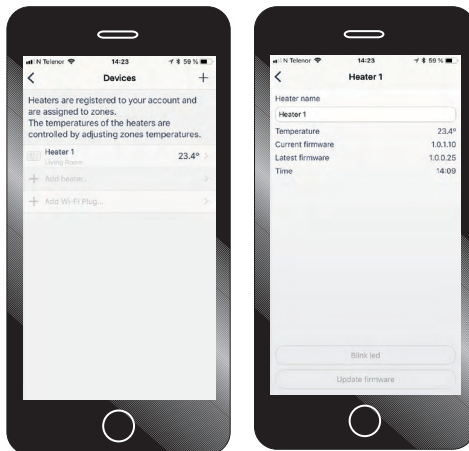 N Telenor 14:23 59 %
Devices
Heaters are registered to your account and
are assigned to zones.
The temperatures of the heaters are
controlled by adjusting zones temperatures.
Heater 1 23.4°
Living Room
Add heater...
Add Wi-Fi Plug...
N Telenor 14:23 59 %
Heater 1
Heater name
Heater 1
Temperature 23.4°
Current firmware 1.0.1.10
Latest firmware 1.0.0.25
Time 14:09
Blink led
Update firmware